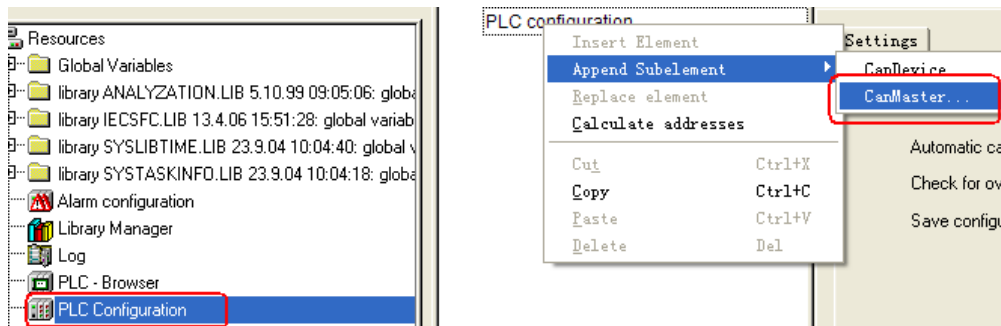 Resources
Global Variables
library ANALYZATION.LIB 5.10.99 09:05:06: globa
library IECSFC.LIB 13.4.06 15:51:28: global variab
library SYSLIBTIME.LIB 23.9.04 10:04:40: global v
library SYSTASKINFO.LIB 23.9.04 10:04:18: globa
Alarm configuration
Library Manager
Log
PLC - Browser
PLC Configuration
PLC configuration
Insert Element
Append Subelement
Replace element
Calculate addresses
Cut Ctrl+X
Copy Ctrl+C
Paste Ctrl+V
Delete Del
Settings
CanDevice
CanMaster...
Automatic ca
Check for ov
Save configu